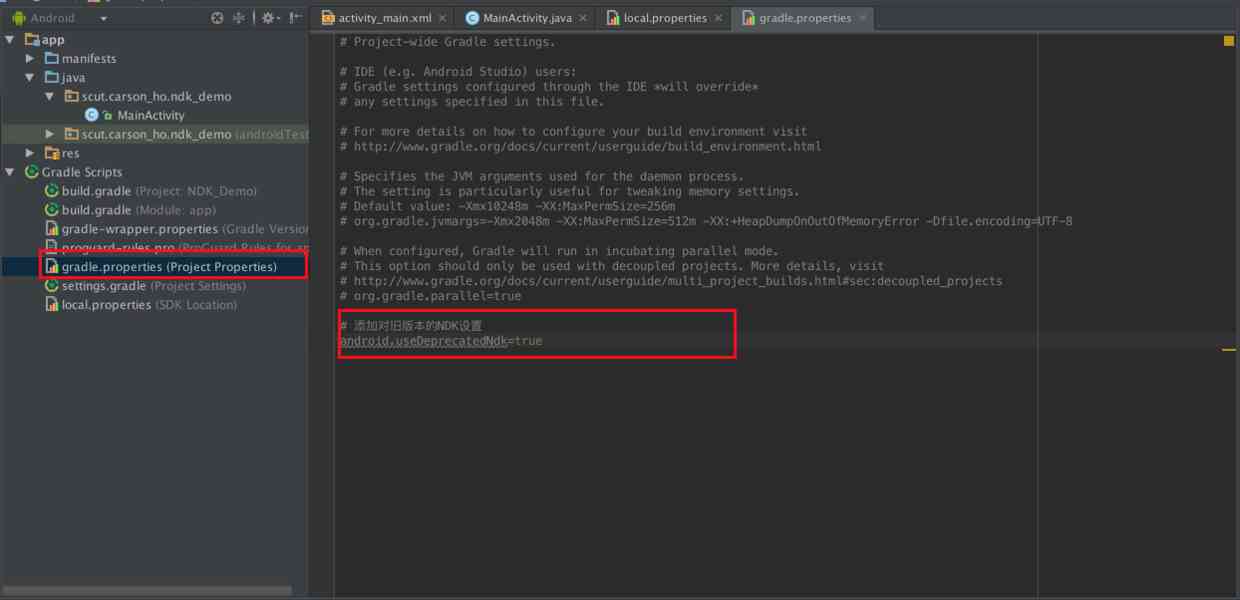 Android
activity_main.xml
MainActivity.java
local.properties
gradle.properties
app
manifests
java
scut.carson_ho.ndk_demo
MainActivity
scut.carson_ho.ndk_demo (androidTest
res
Gradle Scripts
build.gradle (Project: NDK_Demo)
build.gradle (Module: app)
gradle-wrapper.properties (Gradle Version
proguard-rules.pro (ProGuard Rules for ap
gradle.properties (Project Properties)
settings.gradle (Project Settings)
local.properties (SDK Location)
# Project-wide Gradle settings.
# IDE (e.g. Android Studio) users:
# Gradle settings configured through the IDE *will override*
# any settings specified in this file.
# For more details on how to configure your build environment visit
# http://www.gradle.org/docs/current/userguide/build_environment.html
# Specifies the JVM arguments used for the daemon process.
# The setting is particularly useful for tweaking memory settings.
# Default value: -Xmx10248m -XX:MaxPermSize=256m
# org.gradle.jvmargs=-Xmx2048m -XX:MaxPermSize=512m -XX:+HeapDumpOnOutOfMemoryError -Dfile.encoding=UTF-8
# When configured, Gradle will run in incubating parallel mode.
# This option should only be used with decoupled projects. More details, visit
# http://www.gradle.org/docs/current/userguide/multi_project_builds.html#sec:decoupled_projects
# org.gradle.parallel=true
# 添加对旧版本的NDK设置
android.useDeprecatedNdk=true